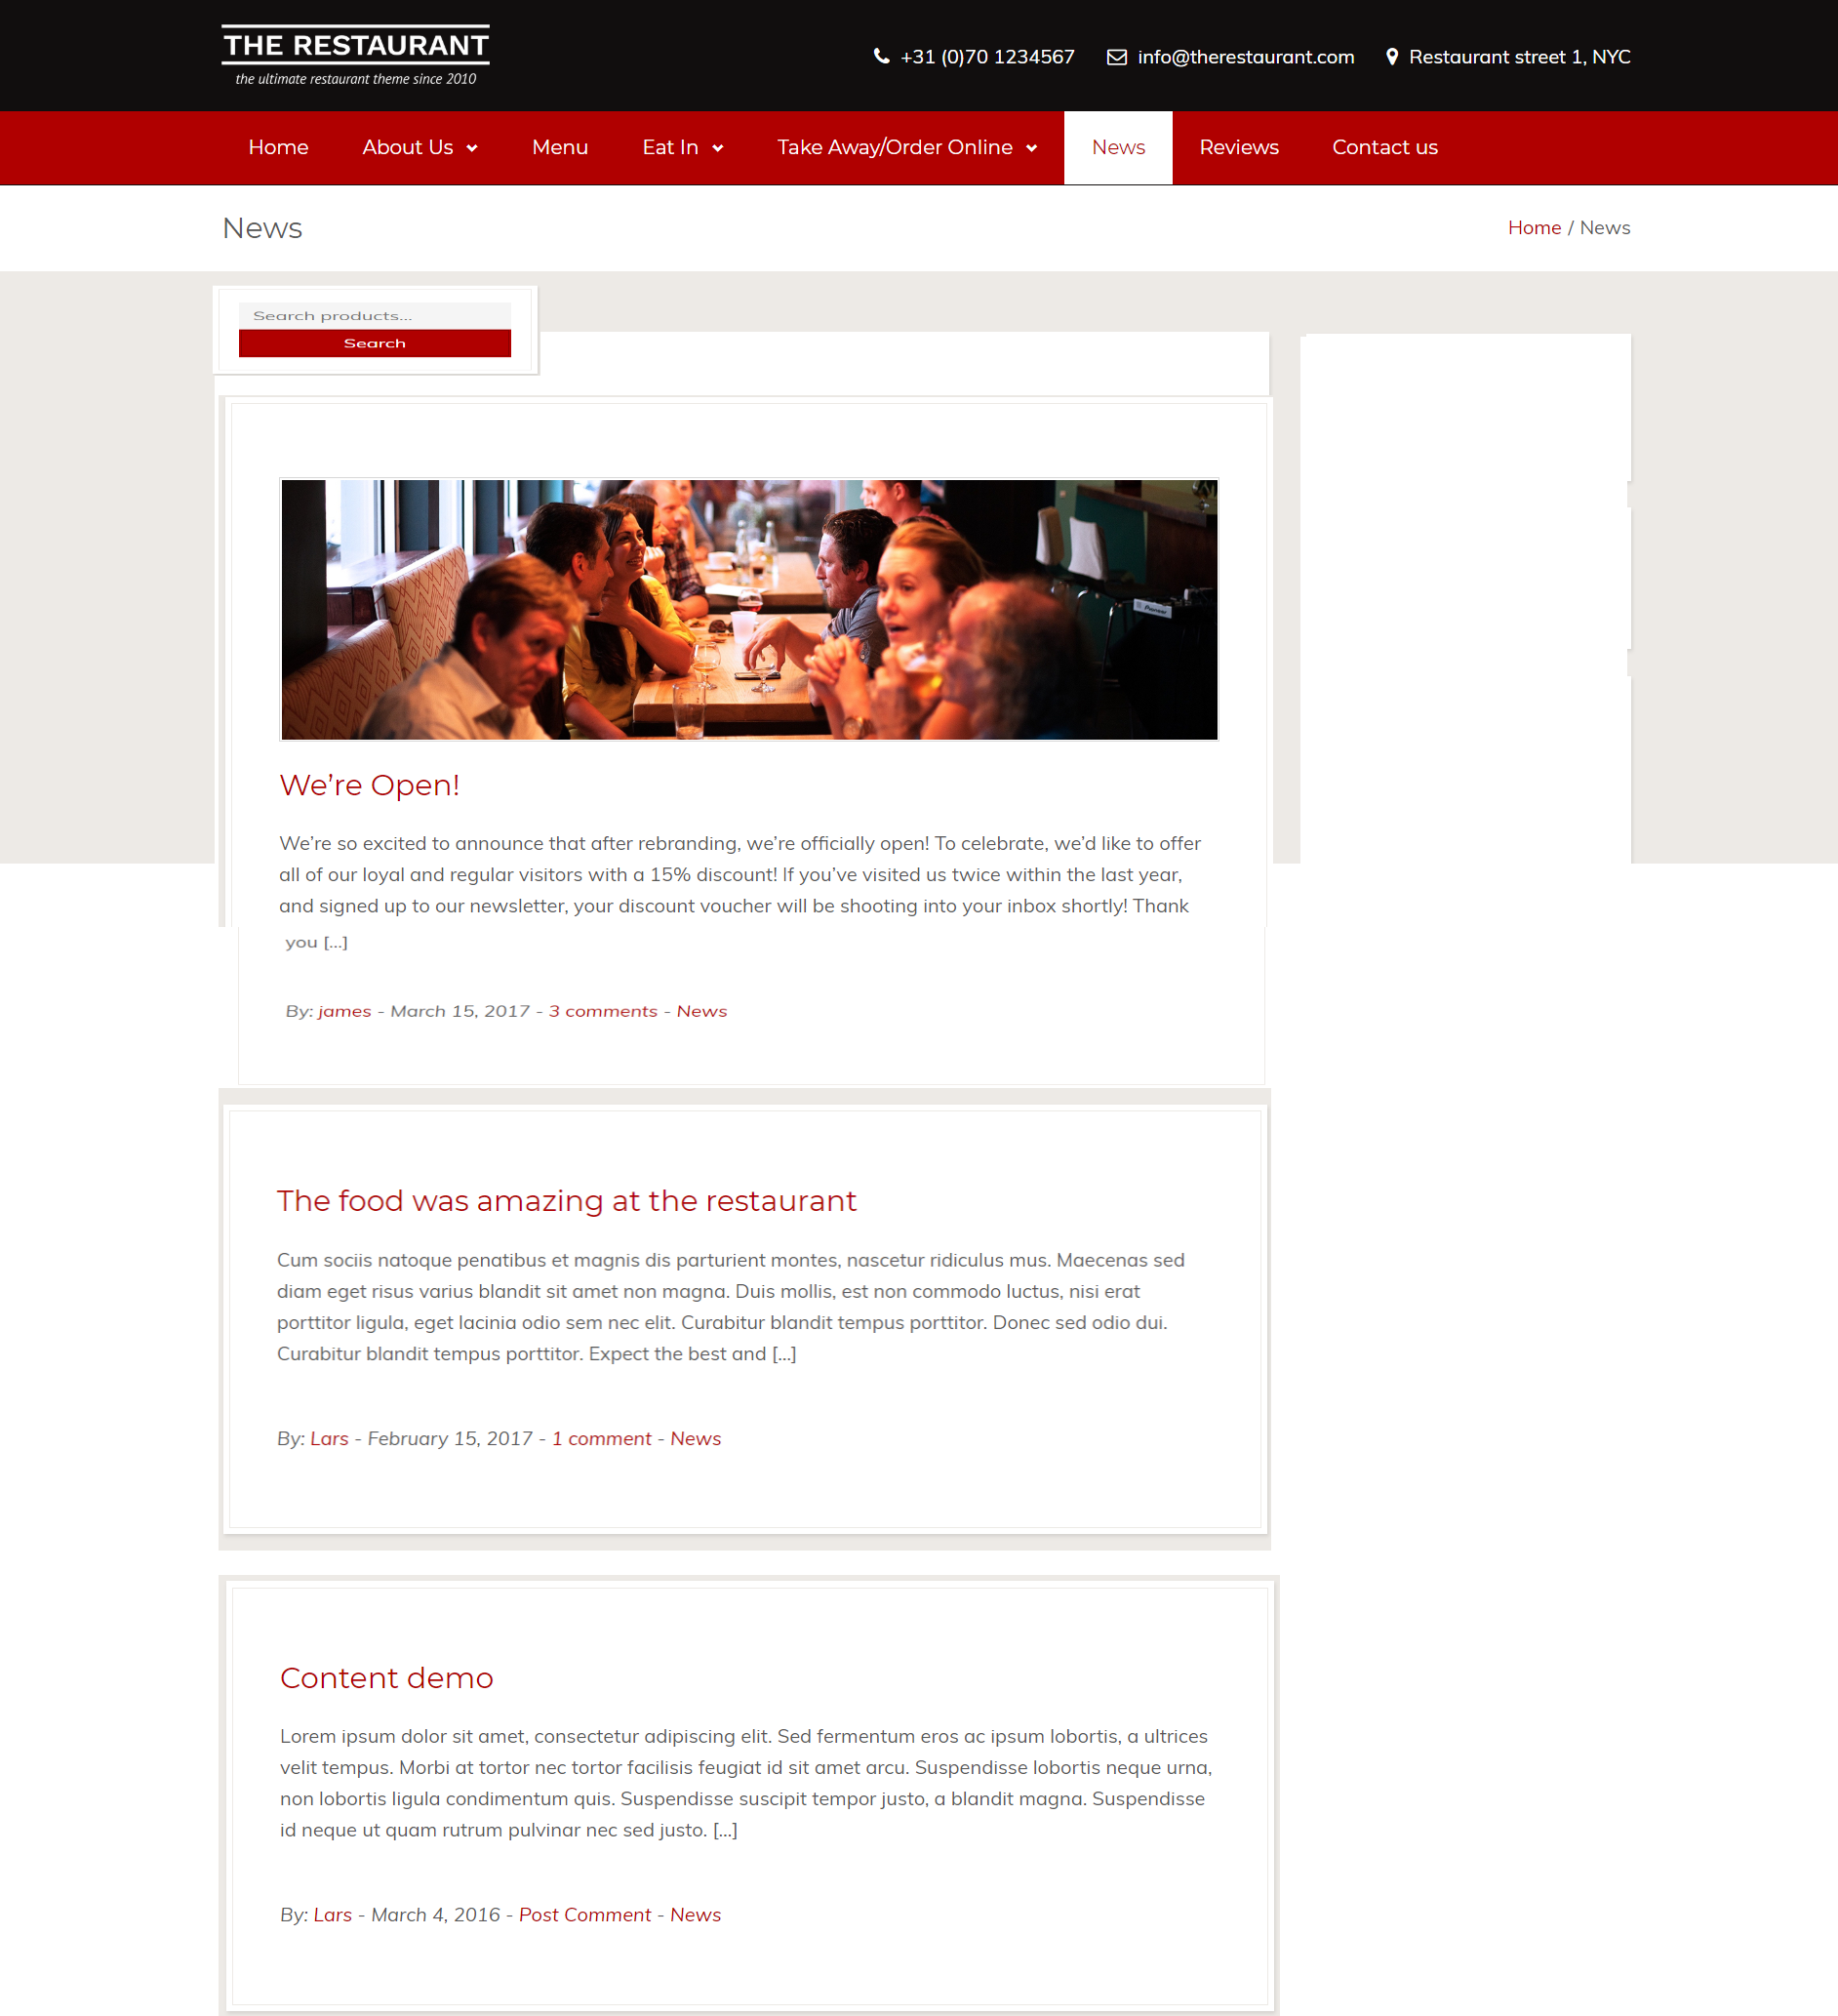 THE RESTAURANT
the ultimate restaurant theme since 2010
+31 (0)70 1234567 info@therestaurant.com Restaurant street 1, NYC
Home About Us Menu Eat In Take Away/Order Online News Reviews Contact us
News
Home / News
Search products...
Search
Pioneer
We’re Open!
We’re so excited to announce that after rebranding, we’re officially open! To celebrate, we’d like to offer
all of our loyal and regular visitors with a 15% discount! If you’ve visited us twice within the last year,
and signed up to our newsletter, your discount voucher will be shooting into your inbox shortly! Thank
you [...]
By: james - March 15, 2017 - 3 comments - News
The food was amazing at the restaurant
Cum sociis natoque penatibus et magnis dis parturient montes, nascetur ridiculus mus. Maecenas sed
diam eget risus varius blandit sit amet non magna. Duis mollis, est non commodo luctus, nisi erat
porttitor ligula, eget lacinia odio sem nec elit. Curabitur blandit tempus porttitor. Donec sed odio dui.
Curabitur blandit tempus porttitor. Expect the best and [...]
By: Lars - February 15, 2017 - 1 comment - News
Content demo
Lorem ipsum dolor sit amet, consectetur adipiscing elit. Sed fermentum eros ac ipsum lobortis, a ultrices
velit tempus. Morbi at tortor nec tortor facilisis feugiat id sit amet arcu. Suspendisse lobortis neque urna,
non lobortis ligula condimentum quis. Suspendisse suscipit tempor justo, a blandit magna. Suspendisse
id neque ut quam rutrum pulvinar nec sed justo. [...]
By: Lars - March 4, 2016 - Post Comment - News